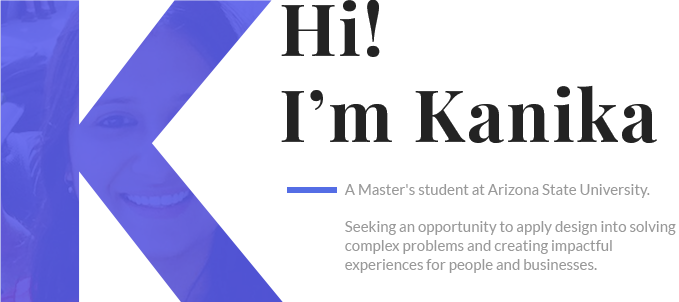 K
Hi!
I’m Kanika
A Master's student at Arizona State University.
Seeking an opportunity to apply design into solving
complex problems and creating impactful
experiences for people and businesses.